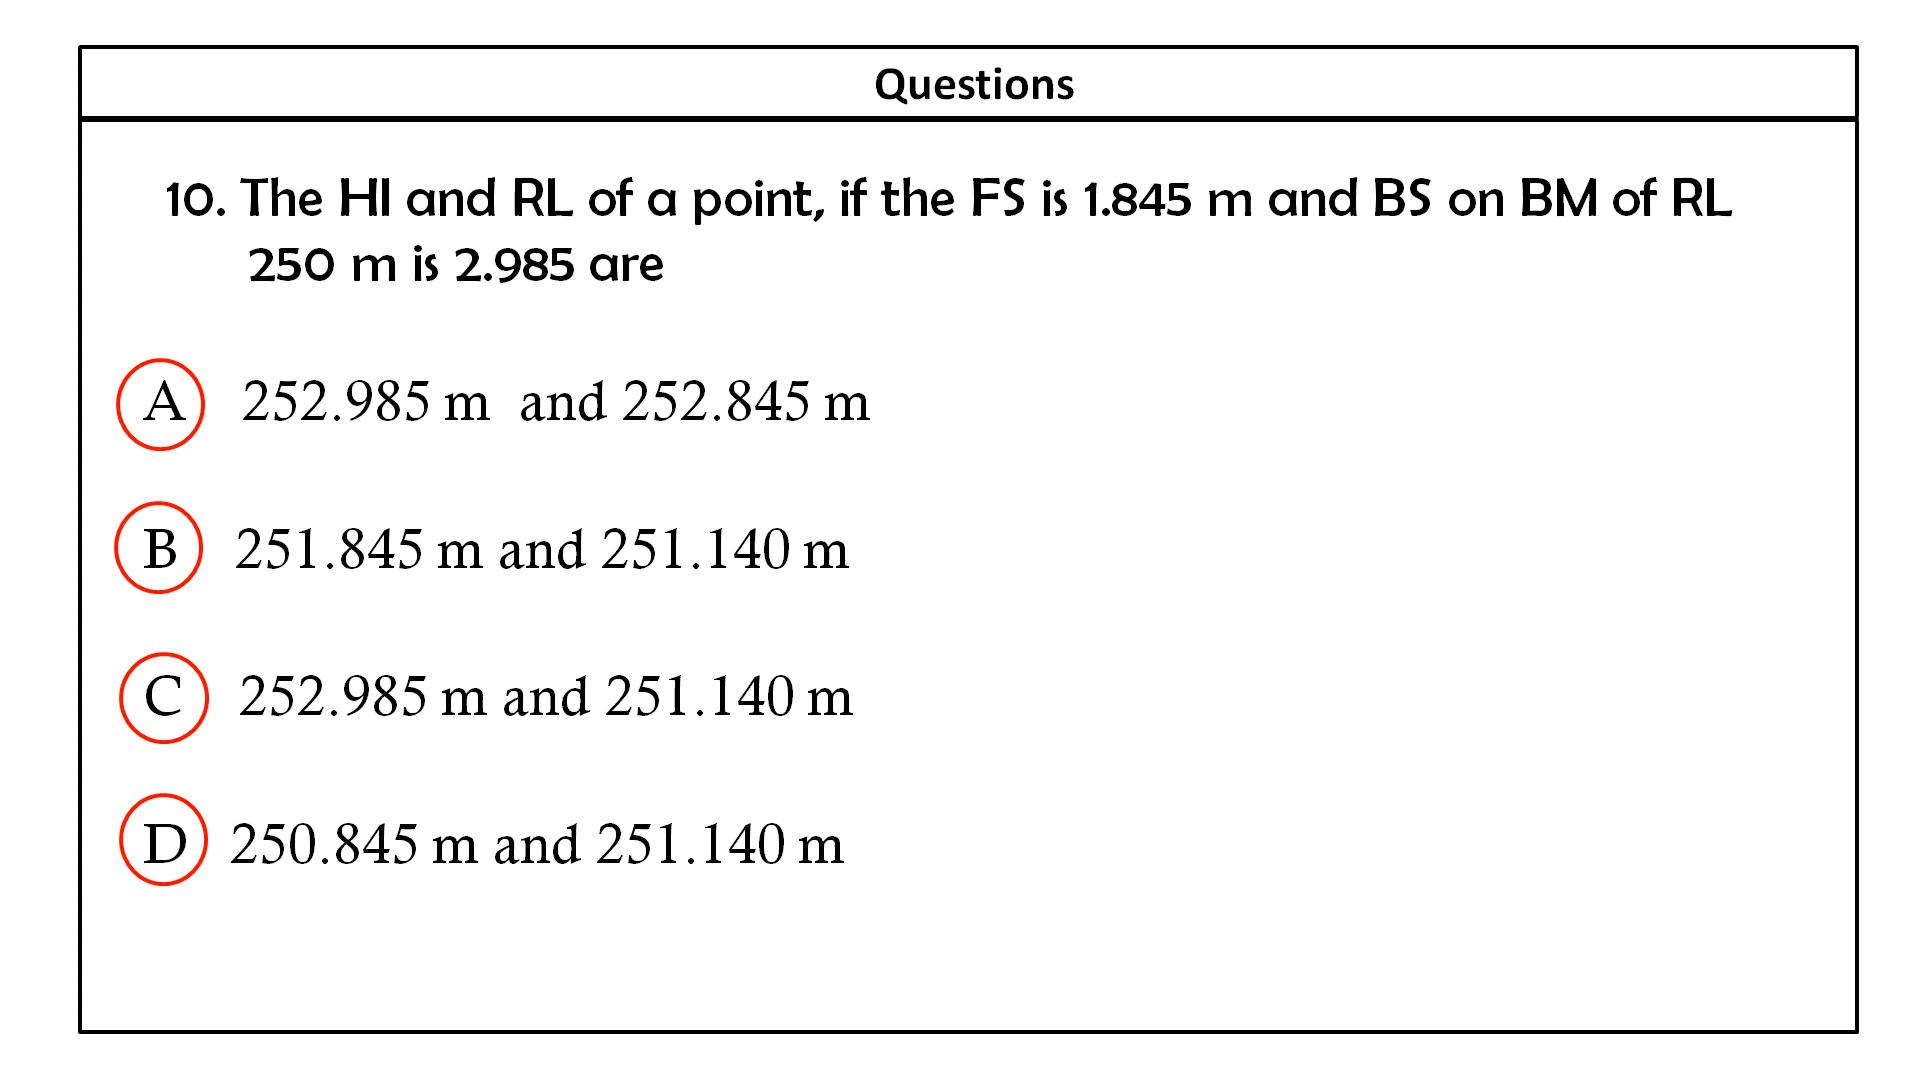 Questions
10. The HI and RL of a point, if the FS is 1.845 m and BS on BM of RL
250 m is 2.985 are
A 252.985 m and 252.845 m
B 251.845 m and 251.140 m
C 252.985 m and 251.140 m
D 250.845 m and 251.140 m